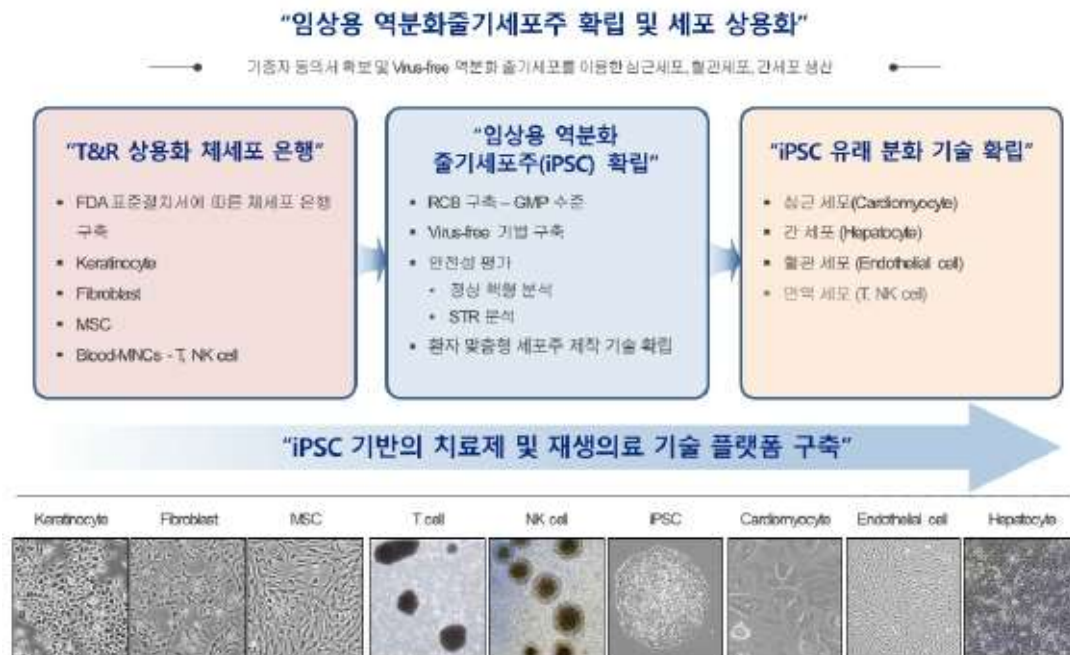 “임상용 역분화줄기세포주 확립 및 세포 상용화”
기증자 동의서 확보 및 Virus-free 역분화 줄기세포를 이용한 심근세포, 혈관세포, 간세포 생산
“T&R 상용화 체세포 은행”
▪ FDA 표준절차서에 따른 체세포 은행
구축
▪ Keratinocyte
▪ Fibroblast
▪ MSC
▪ Blood-MNCs - T, NK cell
“임상용 역분화
줄기세포주(iPSC) 확립”
▪ RCB 구축 – GMP 수준
▪ Virus-free 기법 구축
▪ 안전성 평가
▪ 정상 핵형 분석
▪ STR 분석
▪ 환자 맞춤형 세포주 제작 기술 확립
“iPSC 유래 분화 기술 확립”
▪ 심근 세포(Cardiomyocyte)
▪ 간 세포 (Hepatocyte)
▪ 혈관 세포 (Endothelial cell)
▪ 면역 세포 (T, NK cell)
“iPSC 기반의 치료제 및 재생의료 기술 플랫폼 구축”
Keratinocyte Fibroblast MSC T cell NK cell iPSC Cardiomyocyte Endothelial cell Hepatocyte